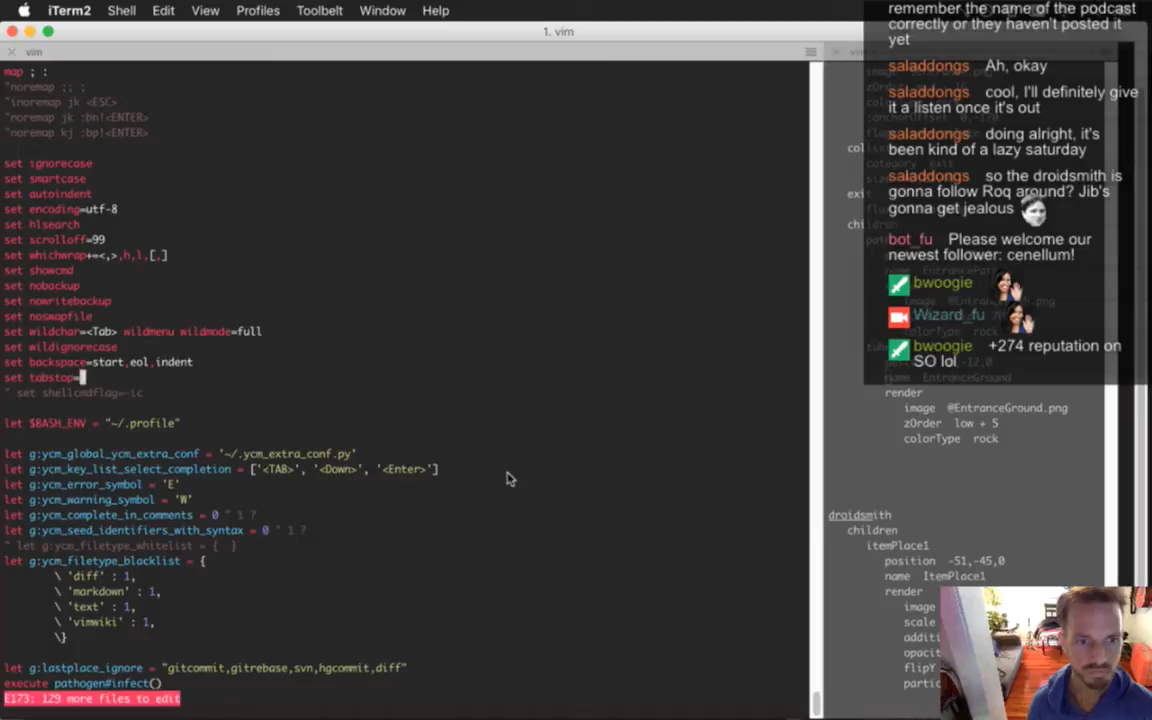 iTerm2 Shell Edit View Profiles Toolbelt Window Help
1. vim
vim
map ; :
"noremap ;; ;
"inoremap jk <ESC>
"noremap jk :bn!<ENTER>
"noremap kj :bp!<ENTER>
set ignorecase
set smartcase
set autoindent
set encoding=utf-8
set hlsearch
set scrolloff=99
set whichwrap+=<,>,h,l,[,]
set showcmd
set nobackup
set nowritebackup
set noswapfile
set wildchar=<Tab> wildmenu wildmode=full
set wildignorecase
set backspace=start,eol,indent
set tabstop=
" set shellcmdflag=-ic
let $BASH_ENV = "~/.profile"
let g:ycm_global_ycm_extra_conf = '~/.ycm_extra_conf.py'
let g:ycm_key_list_select_completion = ['<TAB>', '<Down>', '<Enter>']
let g:ycm_error_symbol = 'E'
let g:ycm_warning_symbol = 'W'
let g:ycm_complete_in_comments = 0 " 1 ?
let g:ycm_seed_identifiers_with_syntax = 0 " 1 ?
" let g:ycm_filetype_whitelist = { }
let g:ycm_filetype_blacklist = {
\ 'diff' : 1,
\ 'markdown' : 1,
\ 'text' : 1,
\ 'vimwiki' : 1,
\}
let g:lastplace_ignore = "gitcommit,gitrebase,svn,hgcommit,diff"
execute pathogen#infect()
E173: 129 more files to edit
remember the name of the podcast
correctly or they haven't posted it
yet
saladdongs Ah, okay
saladdongs cool, I'll definitely give
it a listen once it's out
saladdongs doing alright, it's
been kind of a lazy saturday
saladdongs so the droidsmith is
gonna follow Roq around? Jib's
gonna get jealous
bot_fu Please welcome our
newest follower: cenellum!
bwoogie
Wizard_fu
bwoogie +274 reputation on
SO lol
name EntranceGround
render
image @EntranceGround.png
zOrder low + 5
colorType rock
droidsmith
children
itemPlace1
position -51,-45,0
name ItemPlace1
render
image
scale
additi
opacit
flipY
partic